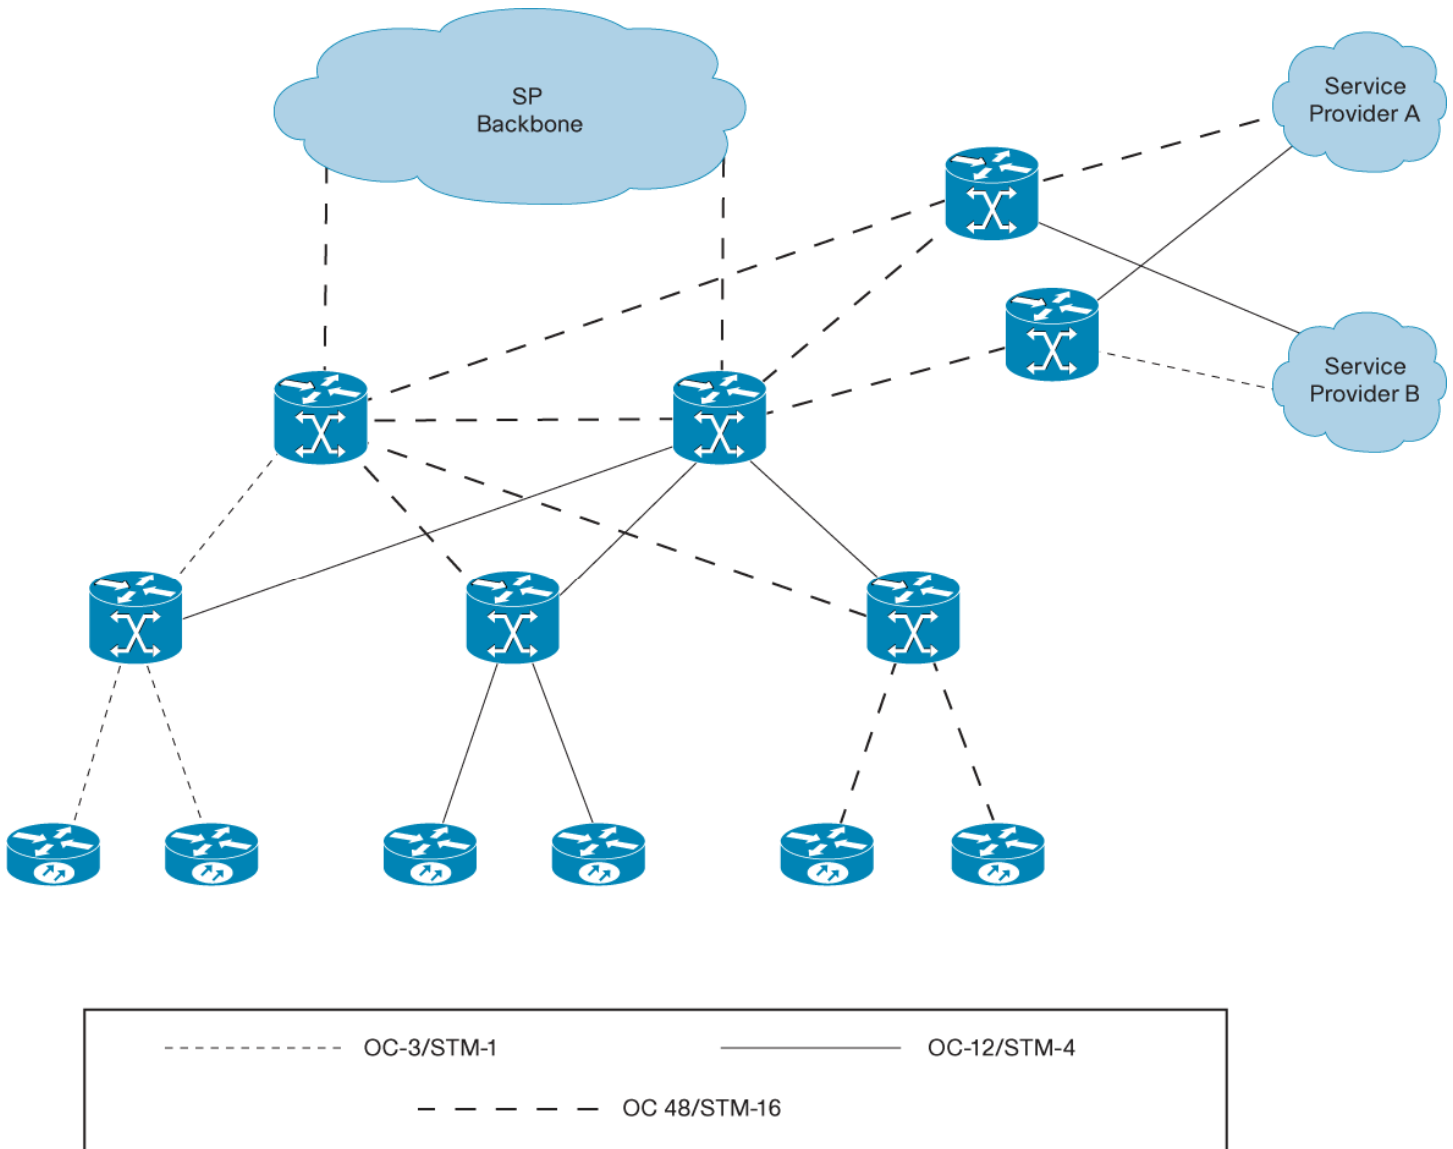 SP
Backbone
Service
Provider A
Service
Provider B
OC-3/STM-1
OC-12/STM-4
OC 48/STM-16